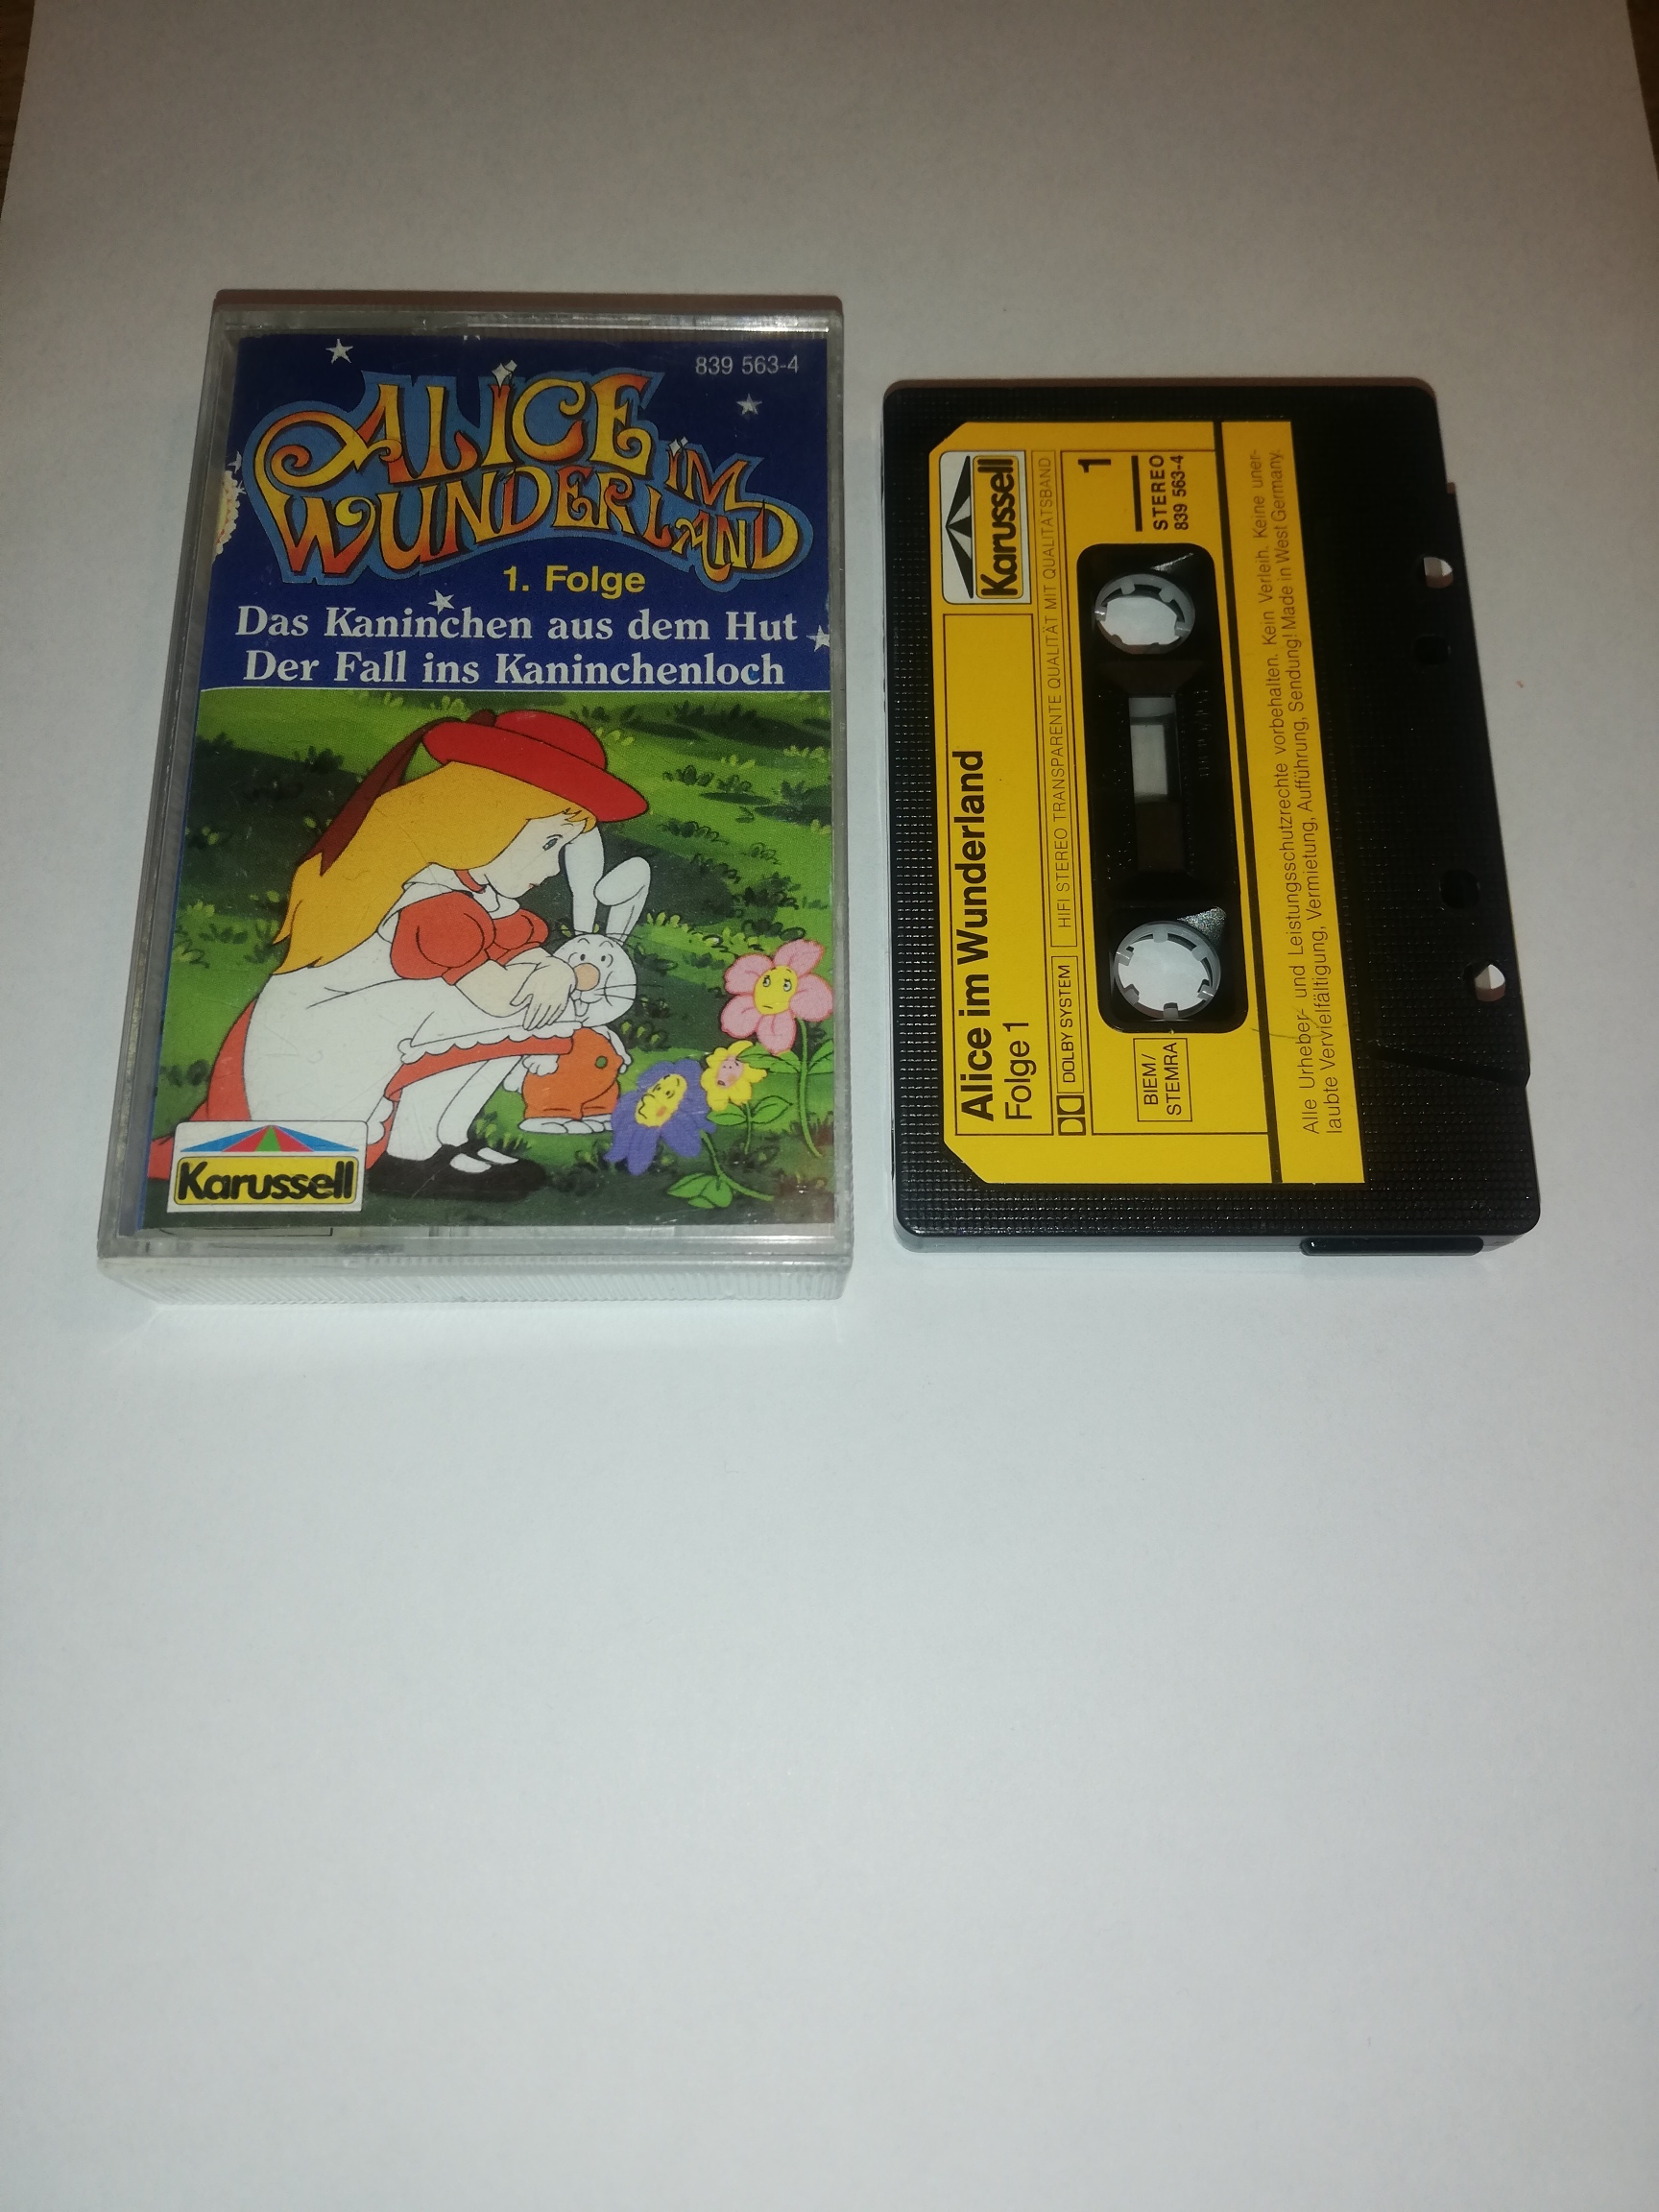 839 563-4
ALICE
IM
WUNDERLAND
1. Folge
Das Kaninchen aus dem Hut
Der Fall ins Kaninchenloch
Karussell
Karussell
Alice im Wunderland
Folge 1
DOLBY SYSTEM
HIFI STEREO TRANSPARENTE QUALITÄT MIT QUALITÄTSBAND
1
STEREO
839 563-4
BIEM/
STEMRA
Alle Urheber- und Leistungsschutzrechte vorbehalten. Kein Verleih. Keine uner-
laubte Vervielfältigung, Vermietung, Aufführung, Sendung! Made in West Germany.